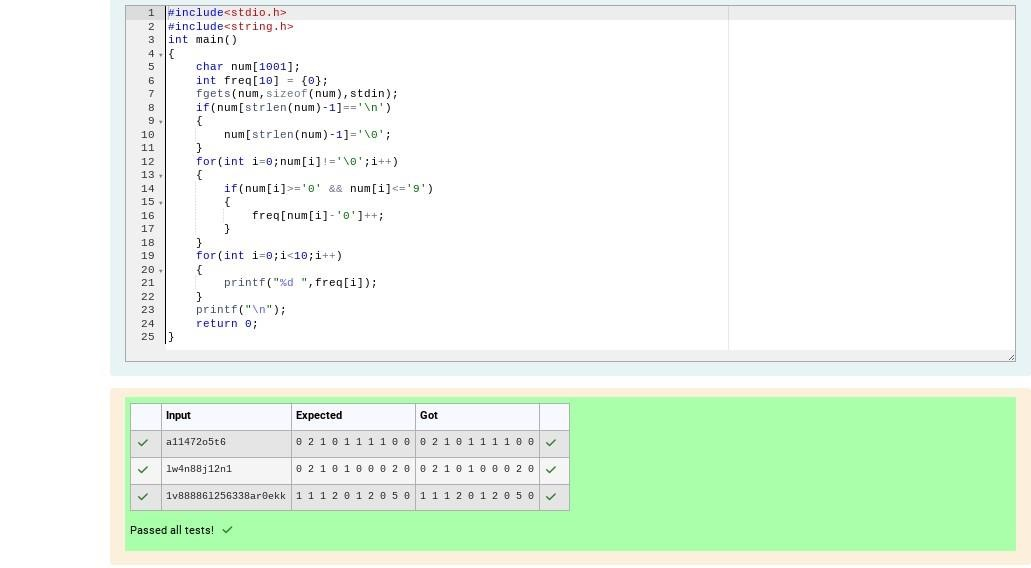 1 #include<stdio.h>
2 #include<string.h>
3 int main()
4 {
5     char num[1001];
6     int freq[10] = {0};
7     fgets(num,sizeof(num),stdin);
8     if(num[strlen(num)-1]=='\n')
9     {
10         num[strlen(num)-1]='\0';
11     }
12     for(int i=0;num[i]!='\0';i++)
13     {
14         if(num[i]>='0' && num[i]<='9')
15         {
16             freq[num[i]-'0']++;
17         }
18     }
19     for(int i=0;i<10;i++)
20     {
21         printf("%d ",freq[i]);
22     }
23     printf("\n");
24     return 0;
25 }
Input Expected Got
a11472o5t6 0 2 1 0 1 1 1 1 0 0 0 2 1 0 1 1 1 1 0 0
lw4n88j12n1 0 2 1 0 1 0 0 0 2 0 0 2 1 0 1 0 0 0 2 0
1v88886l256338ar0ekk 1 1 1 2 0 1 2 0 5 0 1 1 1 2 0 1 2 0 5 0
Passed all tests!